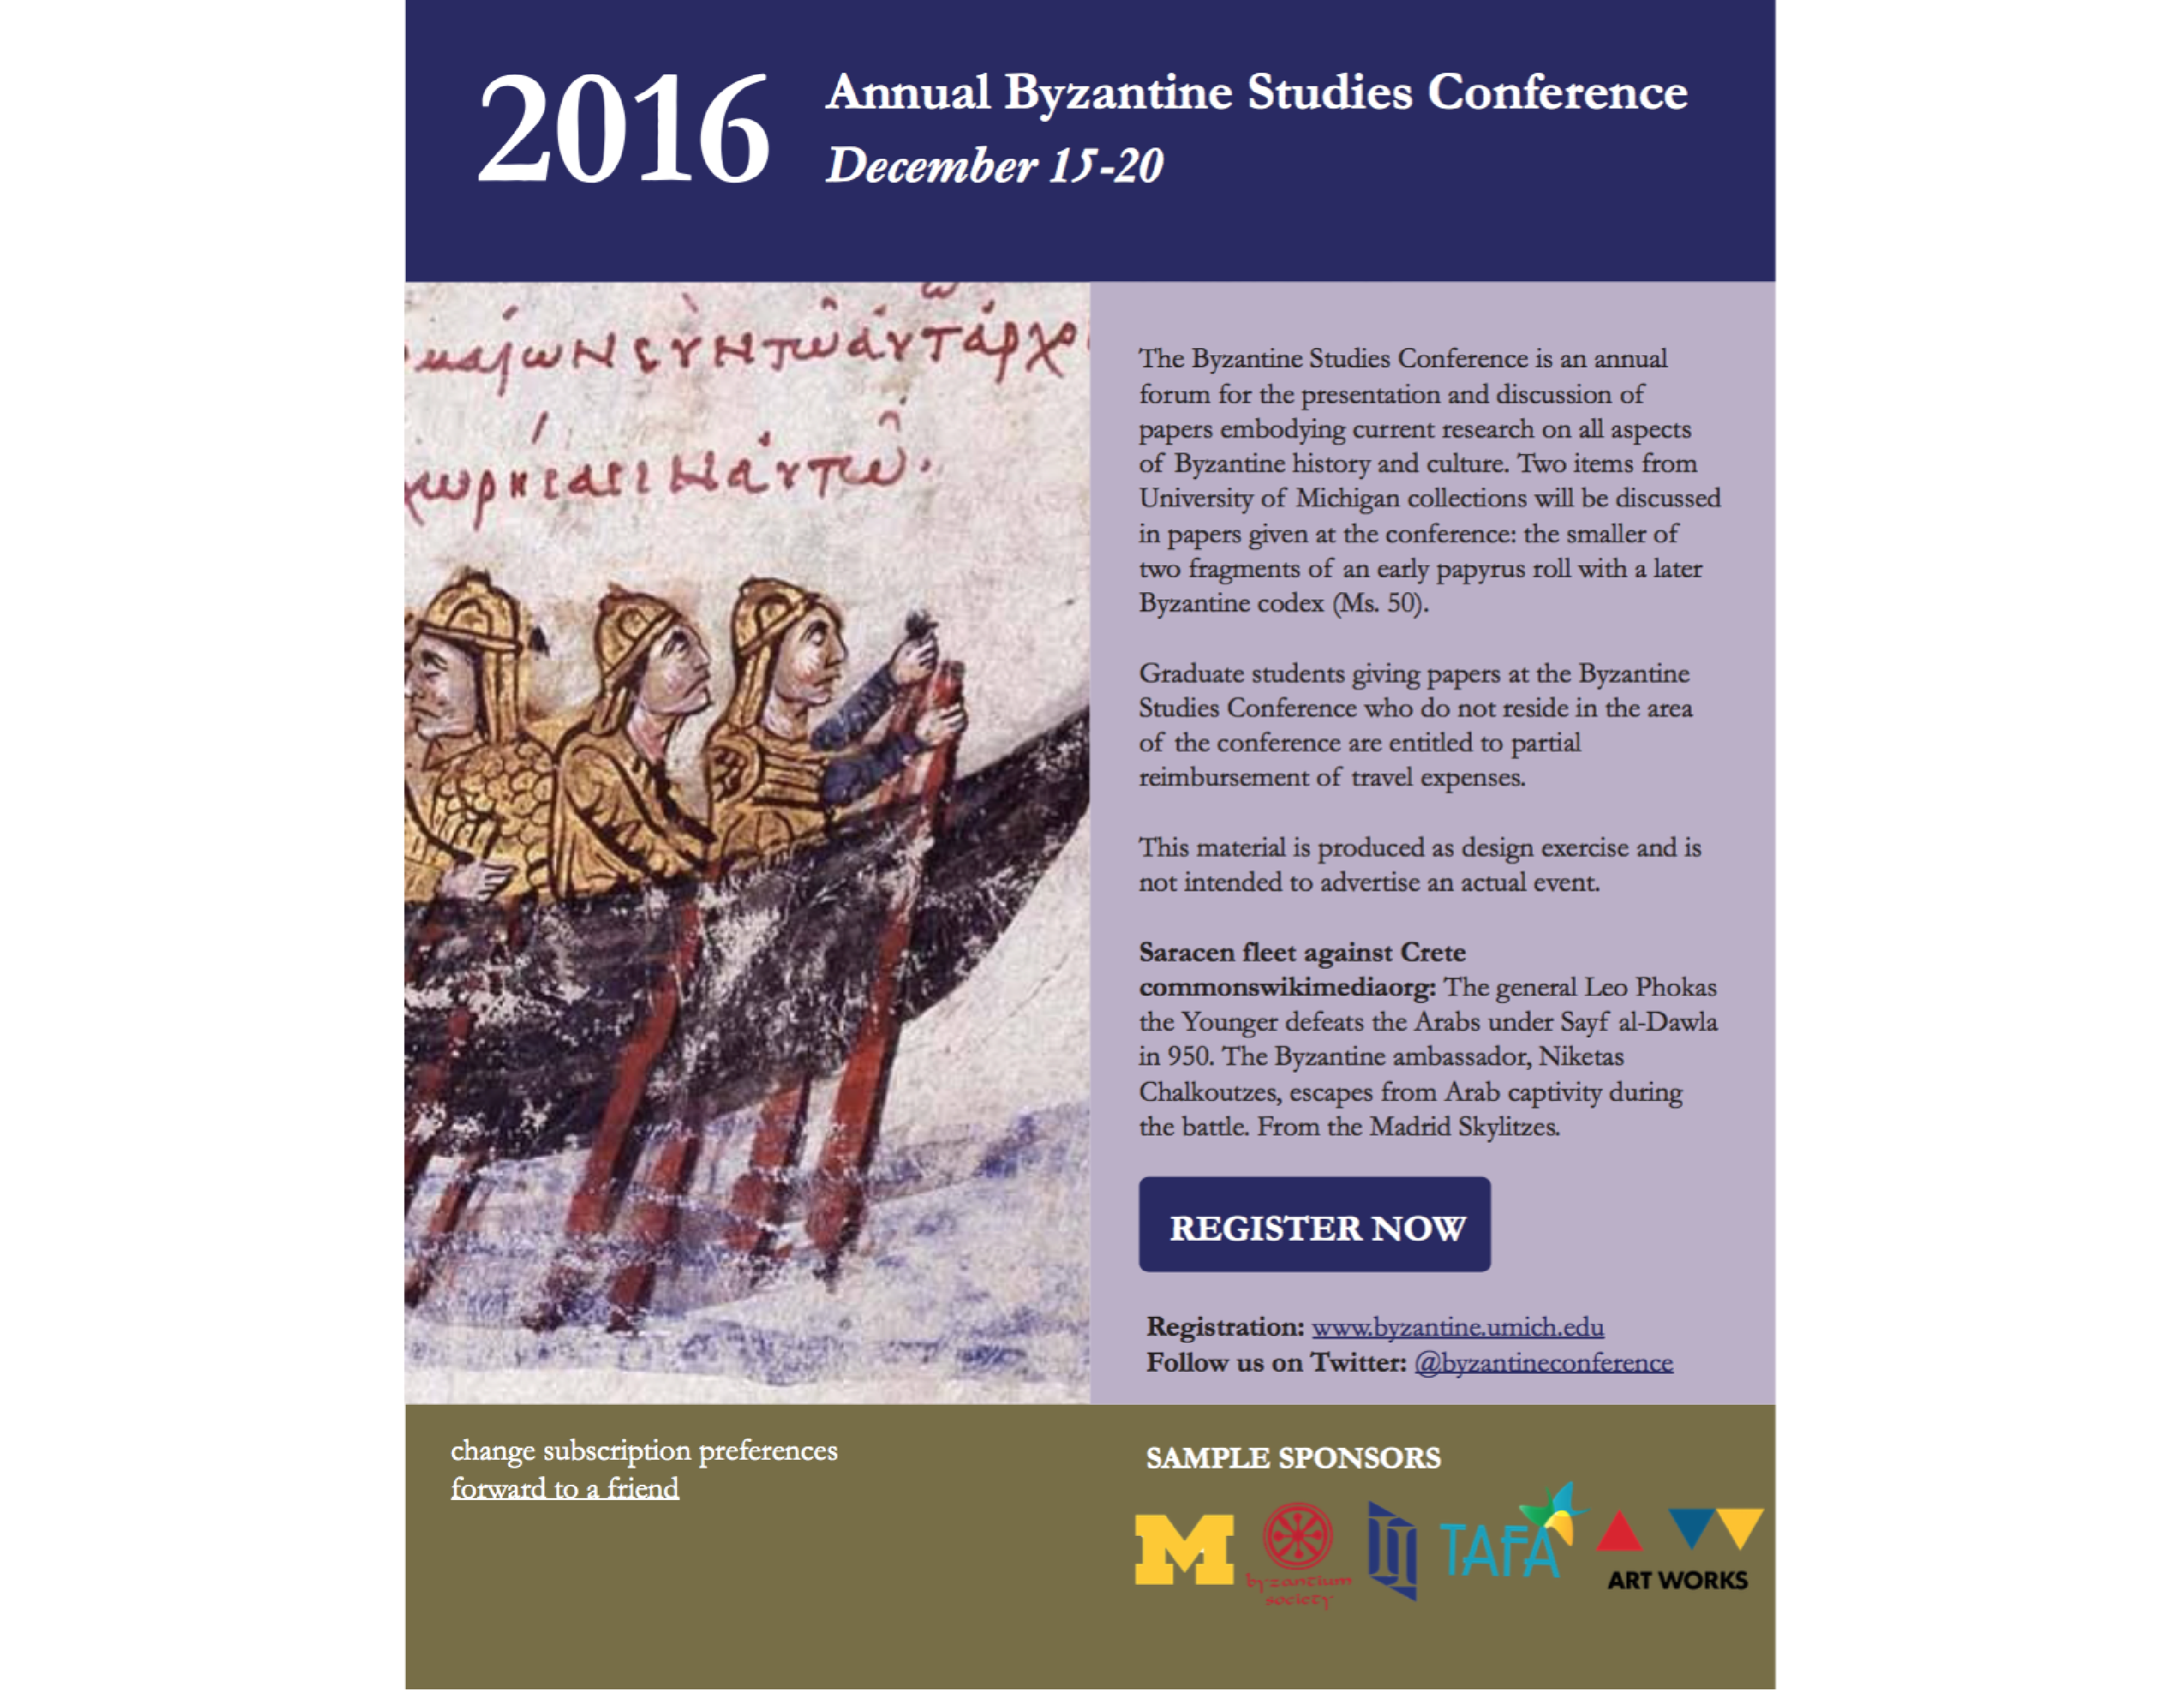 2016
Annual Byzantine Studies Conference
December 15-20
The Byzantine Studies Conference is an annual
forum for the presentation and discussion of
papers embodying current research on all aspects
of Byzantine history and culture. Two items from
University of Michigan collections will be discussed
in papers given at the conference: the smaller of
two fragments of an early papyrus roll with a later
Byzantine codex (Ms. 50).
Graduate students giving papers at the Byzantine
Studies Conference who do not reside in the area
of the conference are entitled to partial
reimbursement of travel expenses.
This material is produced as design exercise and is
not intended to advertise an actual event.
Saracen fleet against Crete
commonswikimediaorg: The general Leo Phokas
the Younger defeats the Arabs under Sayf al-Dawla
in 950. The Byzantine ambassador, Niketas
Chalkoutzes, escapes from Arab captivity during
the battle. From the Madrid Skylitzes.
REGISTER NOW
Registration: www.byzantine.umich.edu
Follow us on Twitter: @byzantineconference
change subscription preferences
forward to a friend
SAMPLE SPONSORS
M
byzantium
society
TAFA
ART WORKS